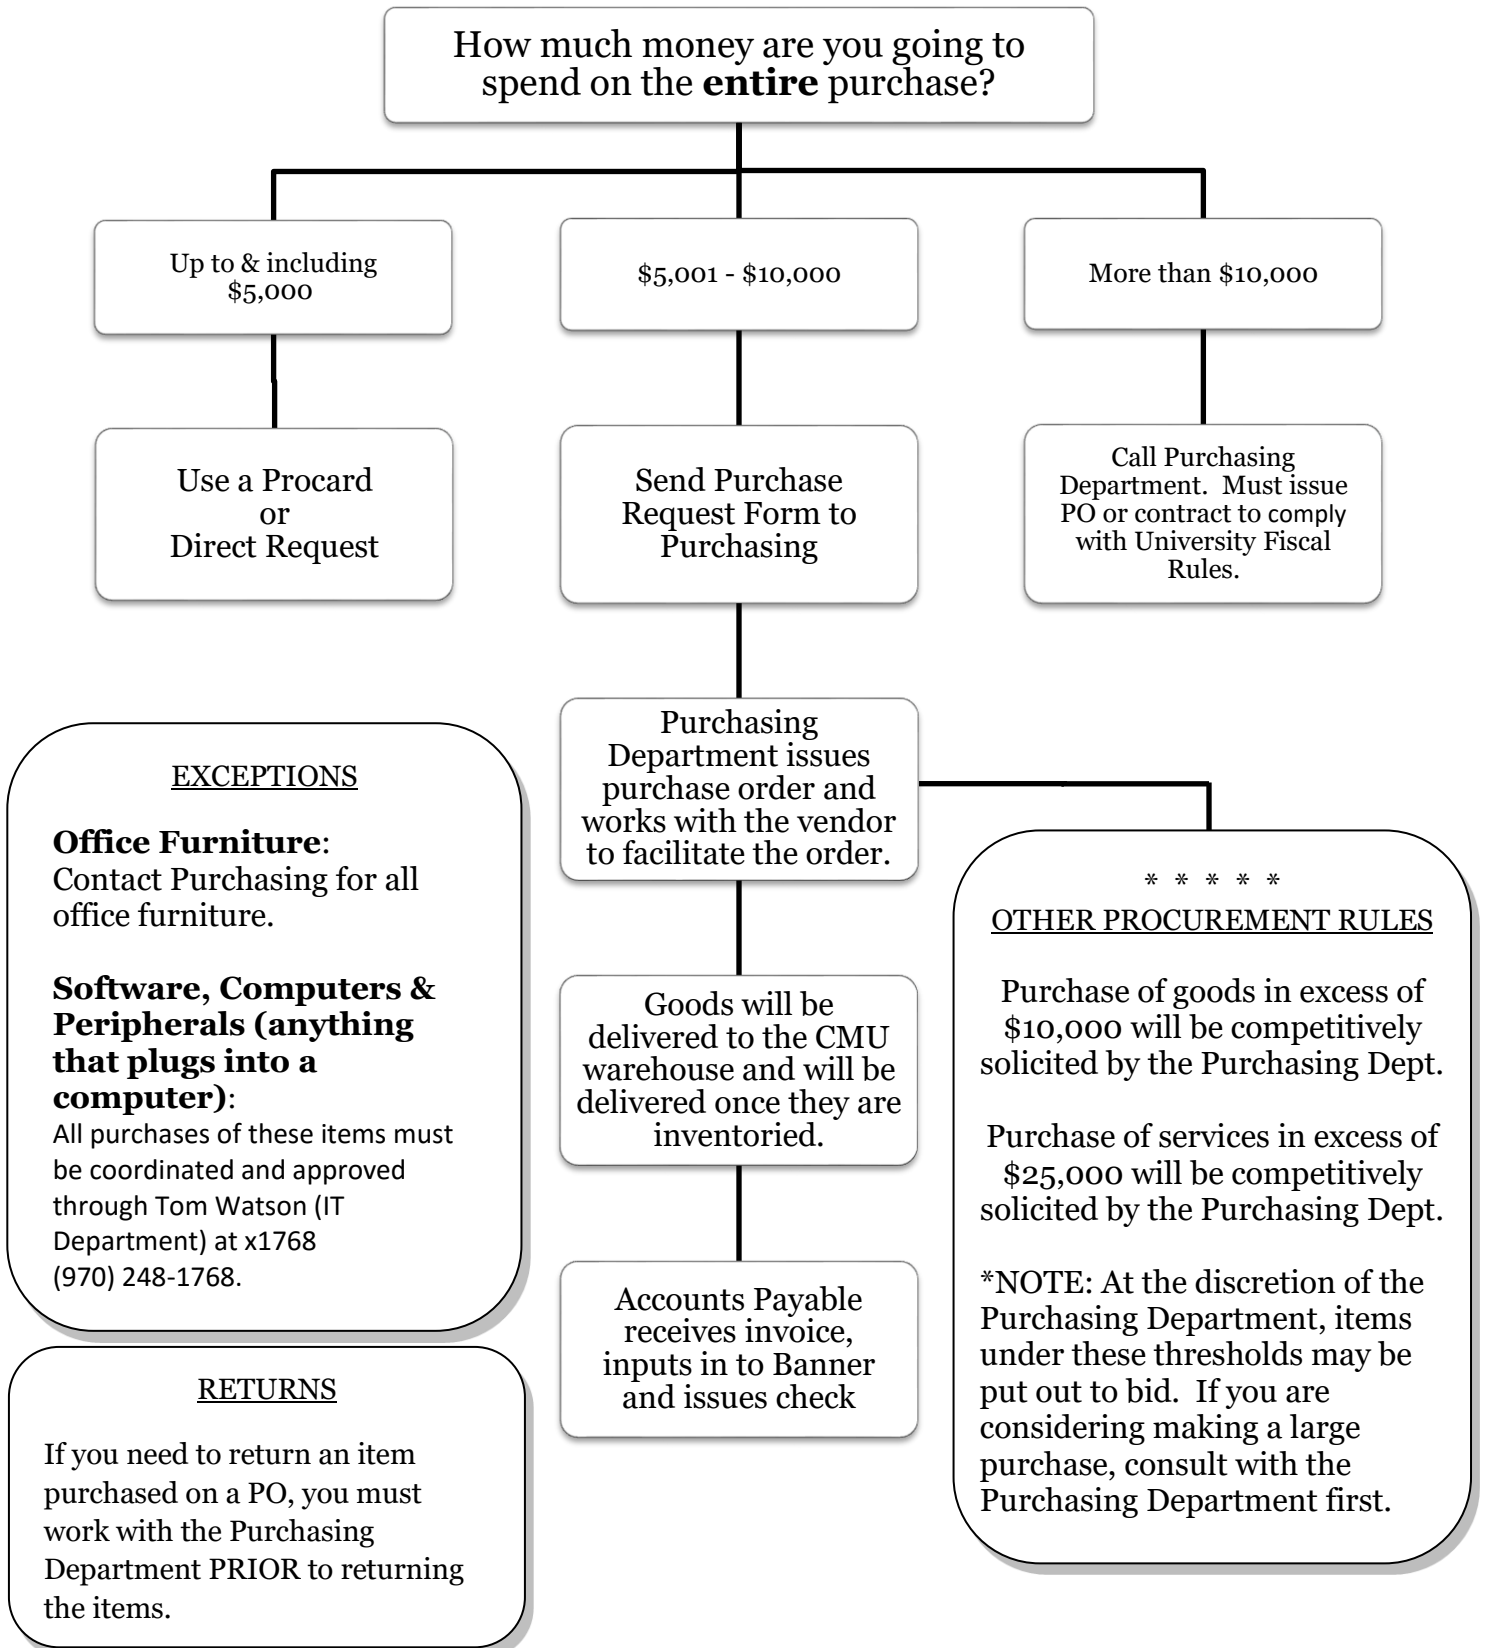 How much money are you going to
spend on the entire purchase?
Up to & including
$5,000
$5,001 - $10,000
More than $10,000
Use a Procard
or
Direct Request
Send Purchase
Request Form to
Purchasing
Call Purchasing
Department.  Must issue
PO or contract to comply
with University Fiscal
Rules.
Purchasing
Department issues
purchase order and
works with the vendor
to facilitate the order.
Goods will be
delivered to the CMU
warehouse and will be
delivered once they are
inventoried.
Accounts Payable
receives invoice,
inputs in to Banner
and issues check
EXCEPTIONS
Office Furniture:
Contact Purchasing for all
office furniture.
Software, Computers &
Peripherals (anything
that plugs into a
computer):
All purchases of these items must
be coordinated and approved
through Tom Watson (IT
Department) at x1768
(970) 248-1768.
RETURNS
If you need to return an item
purchased on a PO, you must
work with the Purchasing
Department PRIOR to returning
the items.
* * * * *
OTHER PROCUREMENT RULES
Purchase of goods in excess of
$10,000 will be competitively
solicited by the Purchasing Dept.
Purchase of services in excess of
$25,000 will be competitively
solicited by the Purchasing Dept.
*NOTE: At the discretion of the
Purchasing Department, items
under these thresholds may be
put out to bid.  If you are
considering making a large
purchase, consult with the
Purchasing Department first.